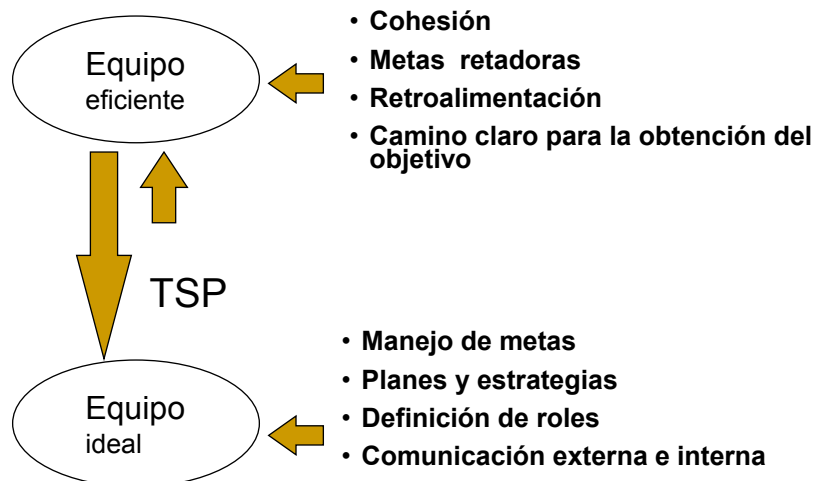 Equipo
eficiente
• Cohesión
• Metas retadoras
• Retroalimentación
• Camino claro para la obtención del
objetivo
TSP
Equipo
ideal
• Manejo de metas
• Planes y estrategias
• Definición de roles
• Comunicación externa e interna